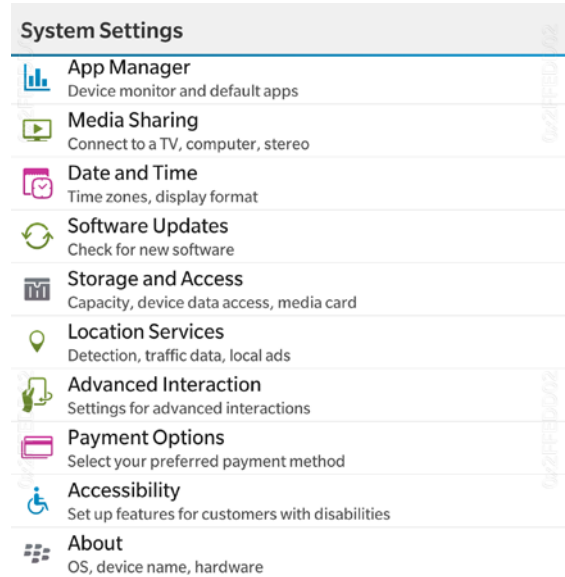 System Settings
App Manager
Device monitor and default apps
Media Sharing
Connect to a TV, computer, stereo
Date and Time
Time zones, display format
Software Updates
Check for new software
Storage and Access
Capacity, device data access, media card
Location Services
Detection, traffic data, local ads
Advanced Interaction
Settings for advanced interactions
Payment Options
Select your preferred payment method
Accessibility
Set up features for customers with disabilities
About
OS, device name, hardware